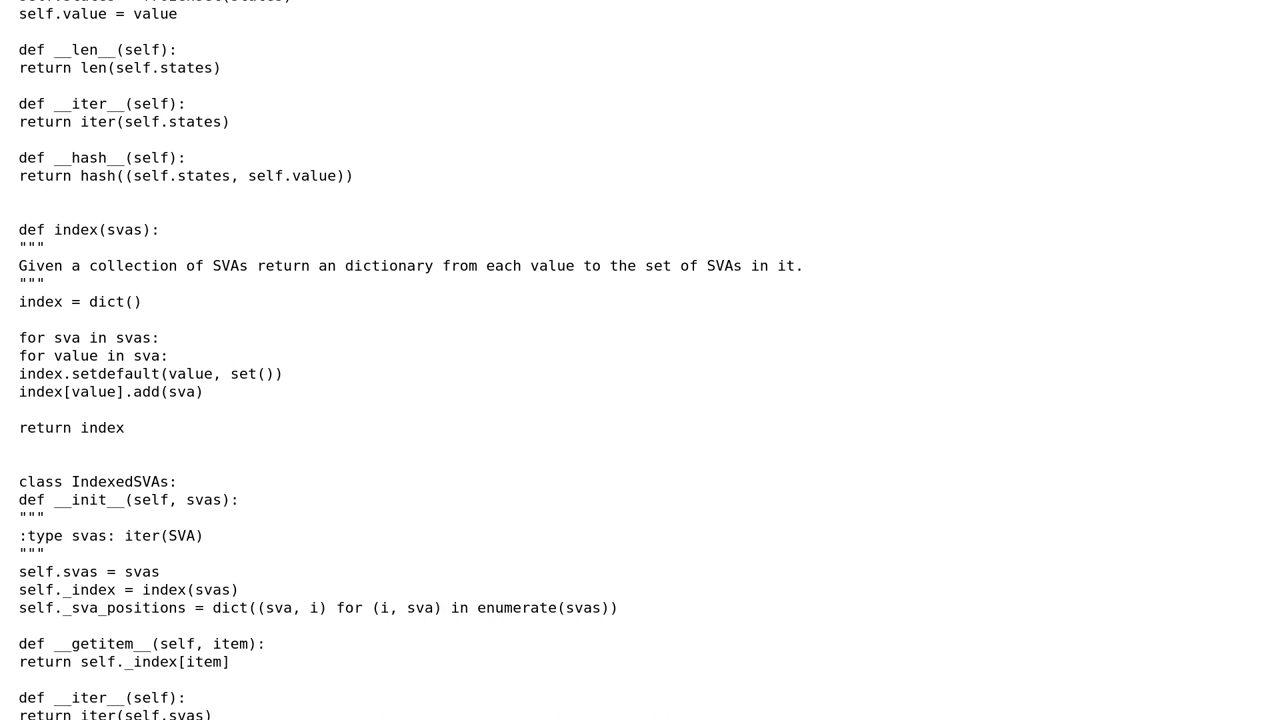 self.value = value

def __len__(self):
return len(self.states)

def __iter__(self):
return iter(self.states)

def __hash__(self):
return hash((self.states, self.value))


def index(svas):
"""
Given a collection of SVAs return an dictionary from each value to the set of SVAs in it.
"""
index = dict()

for sva in svas:
for value in sva:
index.setdefault(value, set())
index[value].add(sva)

return index


class IndexedSVAs:
def __init__(self, svas):
"""
:type svas: iter(SVA)
"""
self.svas = svas
self._index = index(svas)
self._sva_positions = dict((sva, i) for (i, sva) in enumerate(svas))

def __getitem__(self, item):
return self._index[item]

def __iter__(self):
return iter(self.svas)